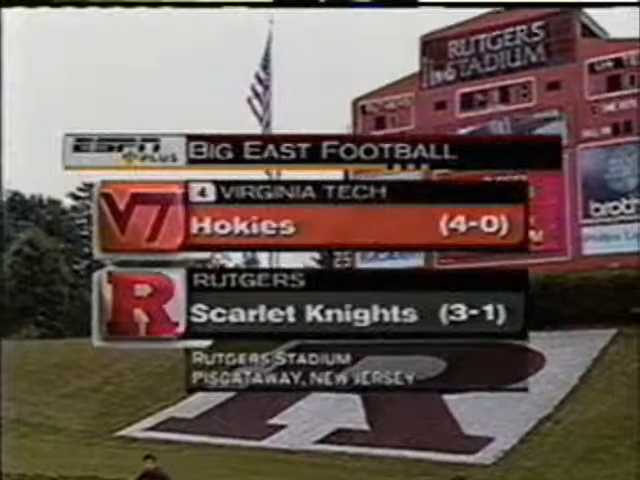 RUTGERS
STADIUM
ESPN PLUS
BIG EAST FOOTBALL
VT
4 VIRGINIA TECH
Hokies (4-0)
R
RUTGERS
Scarlet Knights (3-1)
RUTGERS STADIUM
PISCATAWAY, NEW JERSEY
25
brot
R